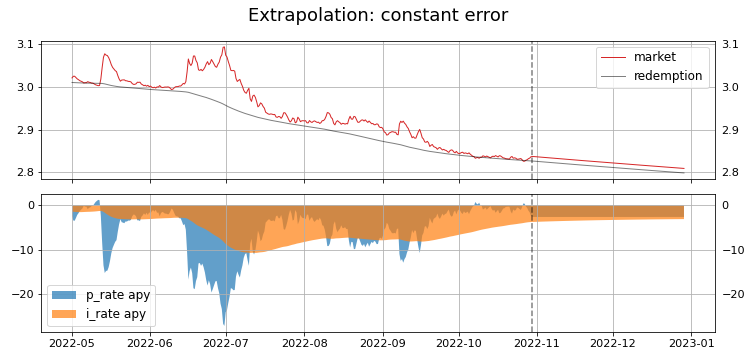 Extrapolation: constant error
3.1
3.1
market
redemption
3.0
3.0
2.9
2.9
2.8
2.8
0
0
−10
−10
−20
−20
p_rate apy
i_rate apy
2022-05 2022-06 2022-07 2022-08 2022-09 2022-10 2022-11 2022-12 2023-01